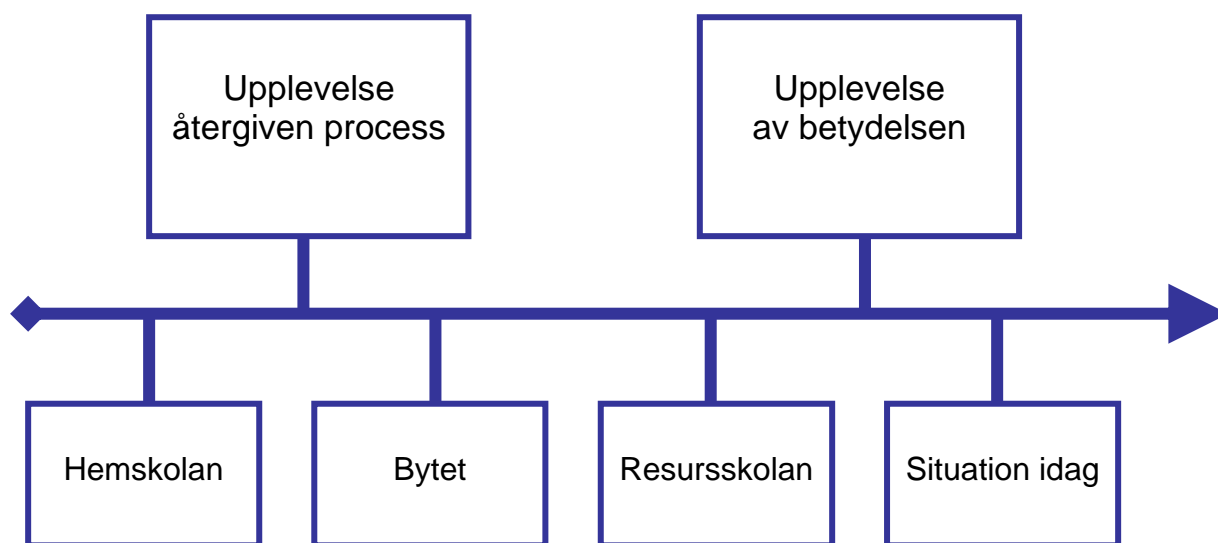 Upplevelse
återgiven process
Upplevelse
av betydelsen
Hemskolan
Bytet
Resursskolan
Situation idag